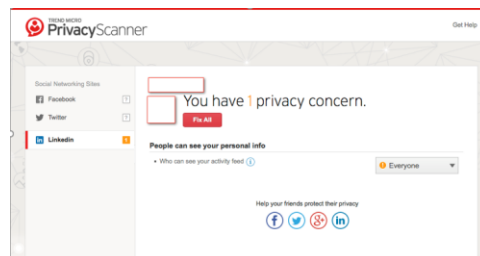 TREND MICRO
PrivacyScanner
Get Help
Social Networking Sites
Facebook
?
Twitter
?
Linkedin
You have 1 privacy concern.
Fix All
People can see your personal info
• Who can see your activity feed
Everyone
Help your friends protect their privacy